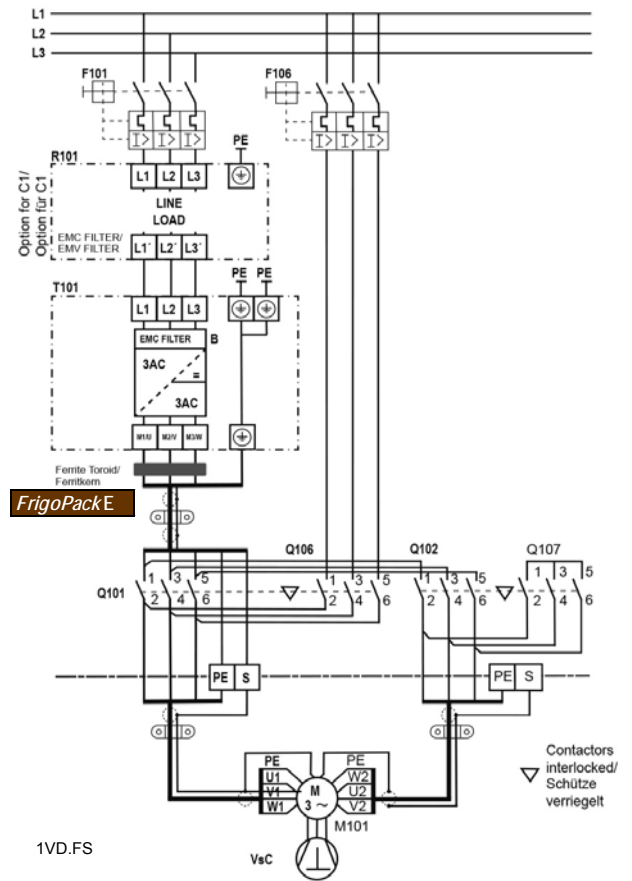 L1
L2
L3
F101
F106
I> I> I>
I> I> I>
PE
R101
L1 L2 L3
Option for C1/
Option für C1
LINE
LOAD
EMC FILTER/
EMV FILTER
L1´ L2´ L3´
PE PE
T101
L1 L2 L3
EMC FILTER B
3AC
=
3AC
M1/U M2/V M3/W
Ferrite Toroid/
Ferritkern
FrigoPack E
Q106 Q102 Q107
1 3 5 1 3 5 1 3 5 1 3 5
Q101
2 4 6 2 4 6 2 4 6 2 4 6
PE S PE S
PE PE
U1 W2
V1 M U2
W1 3 ~ V2
M101
Contactors
interlocked/
Schütze
verriegelt
1VD.FS
VsC